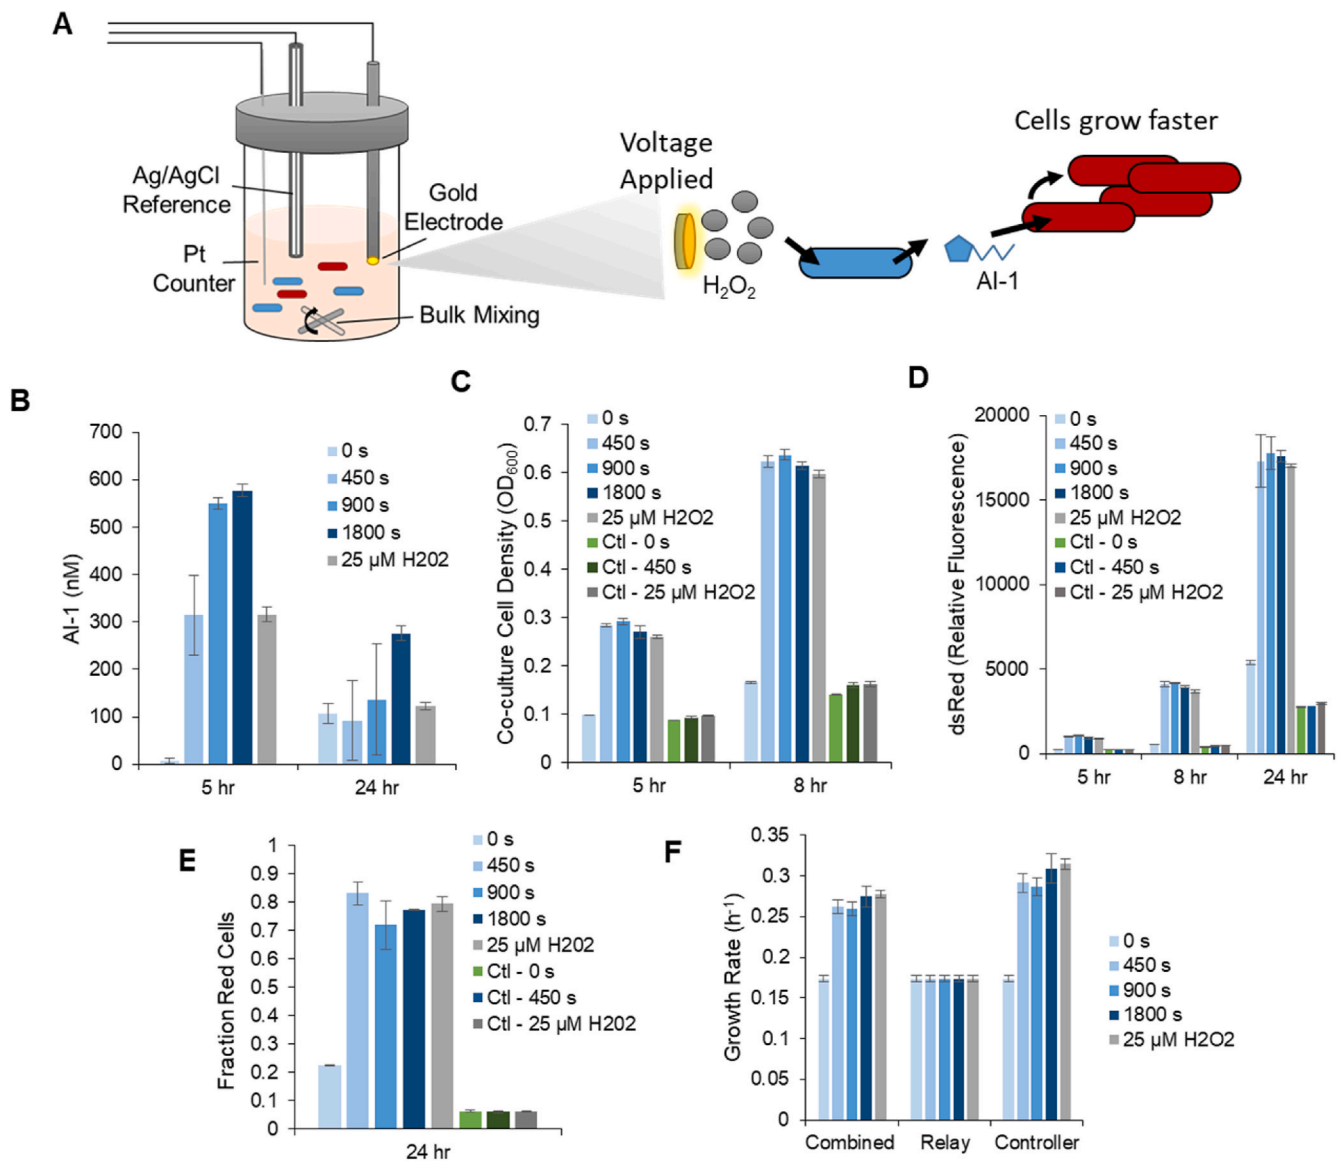 A
Ag/AgCl
Reference
Pt
Counter
Gold
Electrode
Bulk Mixing
Voltage
Applied
H2O2
AI-1
Cells grow faster
B
AI-1 (nM)
700
600
500
400
300
200
100
0
5 hr
24 hr
0 s
450 s
900 s
1800 s
25 µM H202
C
Co-culture Cell Density (OD600)
0.7
0.6
0.5
0.4
0.3
0.2
0.1
0
5 hr
8 hr
0 s
450 s
900 s
1800 s
25 µM H2O2
Ctl - 0 s
Ctl - 450 s
Ctl - 25 µM H2O2
D
dsRed (Relative Fluorescence)
20000
15000
10000
5000
0
5 hr
8 hr
24 hr
0 s
450 s
900 s
1800 s
25 µM H2O2
Ctl - 0 s
Ctl - 450 s
Ctl - 25 µM H2O2
E
Fraction Red Cells
1
0.9
0.8
0.7
0.6
0.5
0.4
0.3
0.2
0.1
0
24 hr
0 s
450 s
900 s
1800 s
25 µM H202
Ctl - 0 s
Ctl - 450 s
Ctl - 25 µM H202
F
Growth Rate (h-1)
0.35
0.3
0.25
0.2
0.15
0.1
0.05
0
Combined
Relay
Controller
0 s
450 s
900 s
1800 s
25 µM H2O2